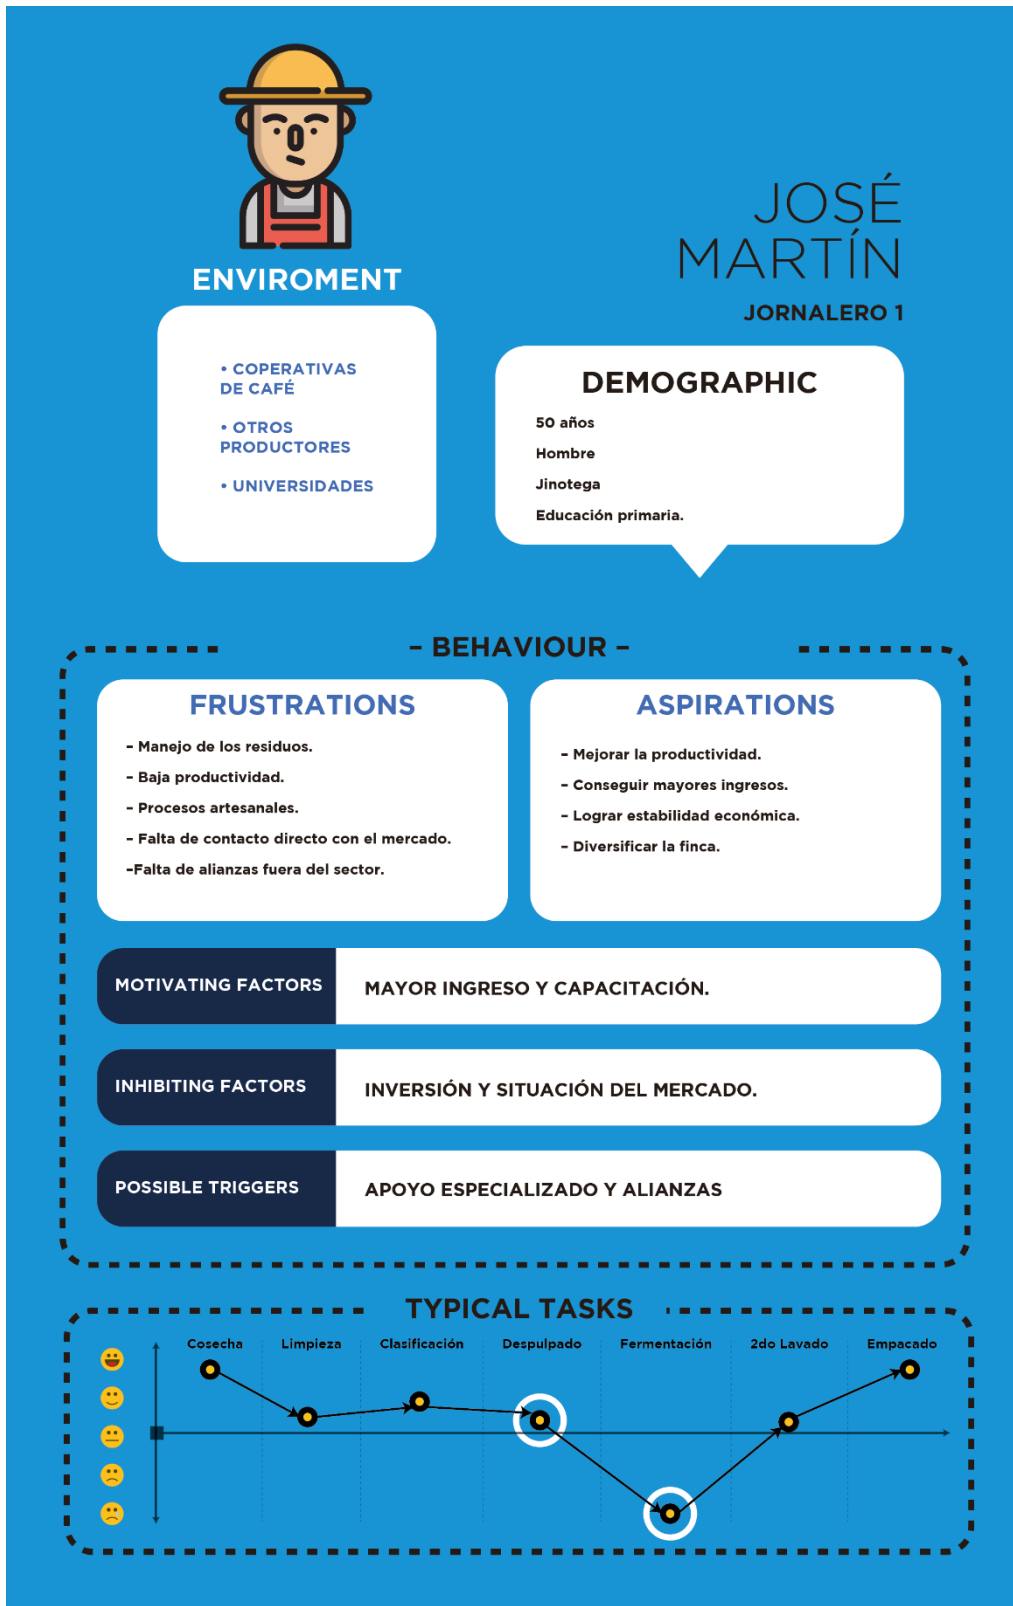 JOSÉ
MARTÍN
JORNALERO 1
ENVIROMENT
• COPERATIVAS
DE CAFÉ
• OTROS
PRODUCTORES
• UNIVERSIDADES
DEMOGRAPHIC
50 años
Hombre
Jinotega
Educación primaria.
– BEHAVIOUR –
FRUSTRATIONS
– Manejo de los residuos.
– Baja productividad.
– Procesos artesanales.
– Falta de contacto directo con el mercado.
–Falta de alianzas fuera del sector.
ASPIRATIONS
– Mejorar la productividad.
– Conseguir mayores ingresos.
– Lograr estabilidad económica.
– Diversificar la finca.
MOTIVATING FACTORS
MAYOR INGRESO Y CAPACITACIÓN.
INHIBITING FACTORS
INVERSIÓN Y SITUACIÓN DEL MERCADO.
POSSIBLE TRIGGERS
APOYO ESPECIALIZADO Y ALIANZAS
TYPICAL TASKS
Cosecha
Limpieza
Clasificación
Despulpado
Fermentación
2do Lavado
Empacado